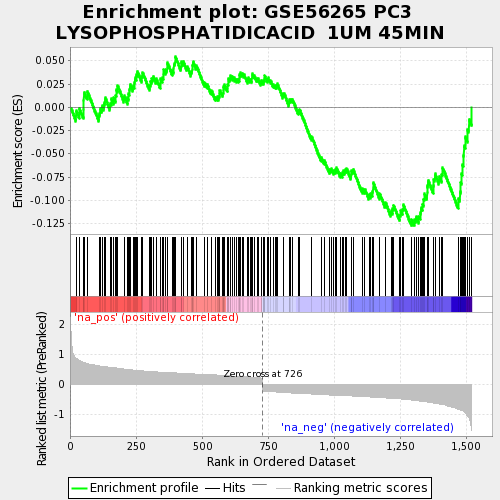 Enrichment plot: GSE56265 PC3
LYSOPHOSPHATIDICACID  1UM 45MIN
Enrichment score (ES)
0.050
0.025
0.000
-0.025
-0.050
-0.075
-0.100
-0.125
'na_pos' (positively correlated)
Ranked list metric (PreRanked)
2
1
0
-1
Zero cross at 726
'na_neg' (negatively correlated)
0
250
500
750
1,000
1,250
1,500
Rank in Ordered Dataset
Enrichment profile
Hits
Ranking metric scores